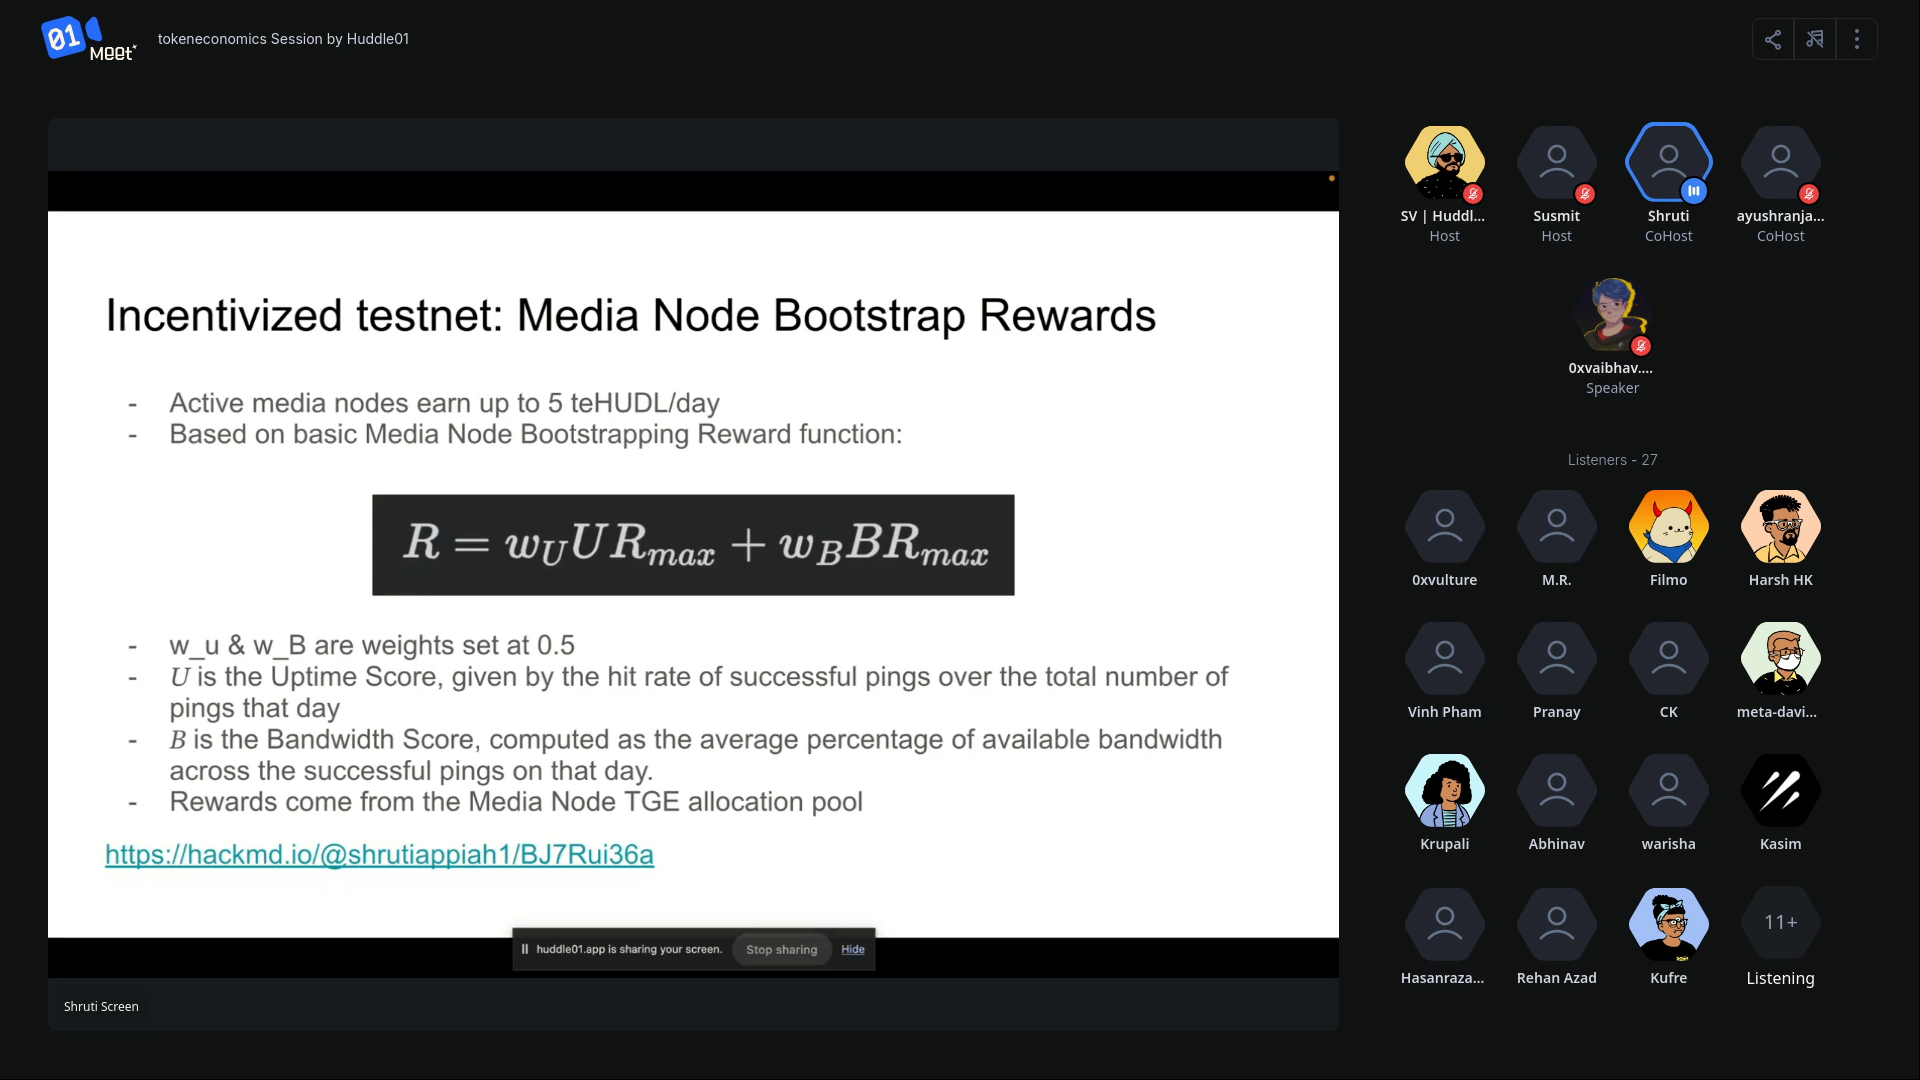 01 Meet
tokeneconomics Session by Huddle01
Incentivized testnet: Media Node Bootstrap Rewards
- Active media nodes earn up to 5 teHUDL/day
- Based on basic Media Node Bootstrapping Reward function:
R = w_U U R_max + w_B B R_max
- w_u & w_B are weights set at 0.5
- U is the Uptime Score, given by the hit rate of successful pings over the total number of
pings that day
- B is the Bandwidth Score, computed as the average percentage of available bandwidth
across the successful pings on that day.
- Rewards come from the Media Node TGE allocation pool
https://hackmd.io/@shrutiappiah1/BJ7Rui36a
huddle01.app is sharing your screen. Stop sharing Hide
Shruti Screen
SV | Huddl... Susmit Shruti ayushranja...
Host Host CoHost CoHost
0xvaibhav....
Speaker
Listeners - 27
0xvulture M.R. Filmo Harsh HK
Vinh Pham Pranay CK meta-davi...
Krupali Abhinav warisha Kasim
11+
Hasanraza... Rehan Azad Kufre Listening